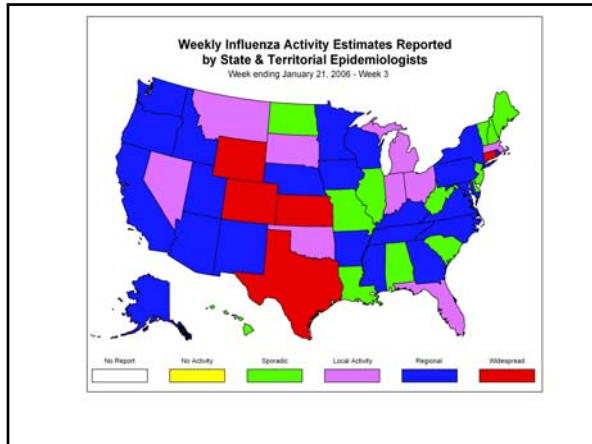 Weekly Influenza Activity Estimates Reported
by State & Territorial Epidemiologists
Week ending January 21, 2006 - Week 3
No Report No Activity Sporadic Local Activity Regional Widespread